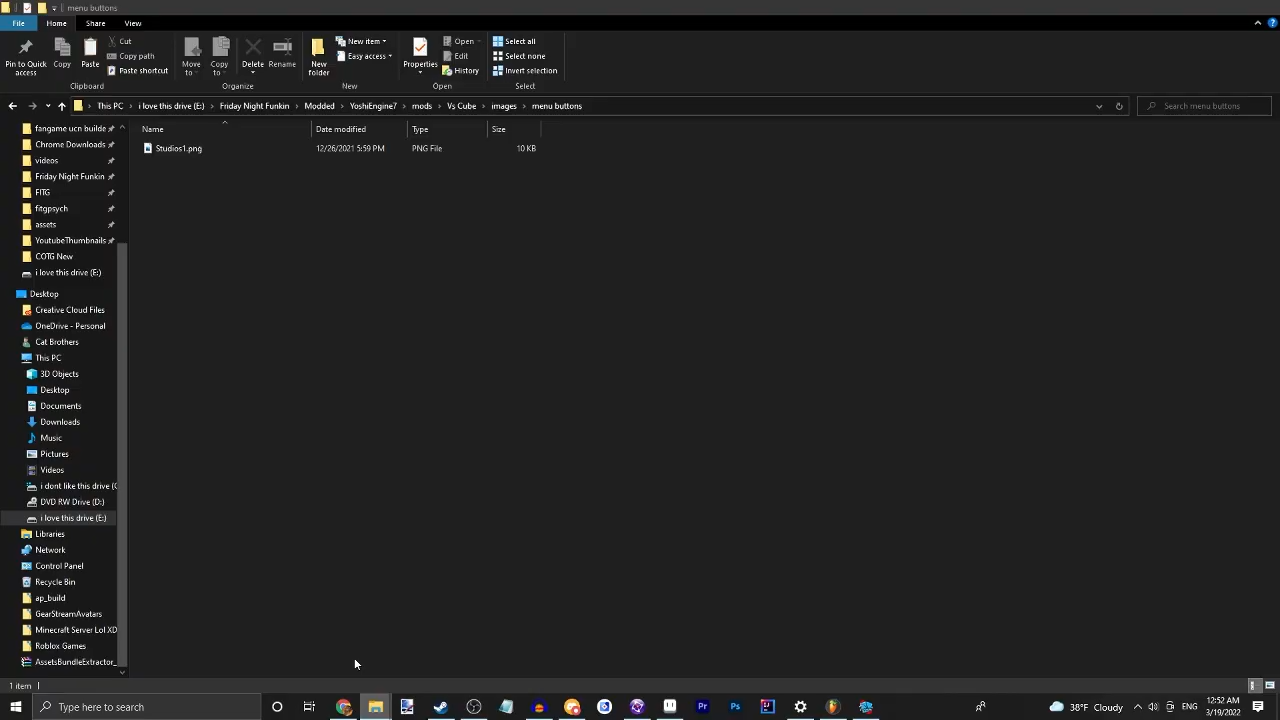 menu buttons
File Home Share View
Pin to Quick access
Copy
Paste
Cut
Copy path
Paste shortcut
Clipboard
Move to
Copy to
Delete
Rename
Organize
New folder
New item
Easy access
New
Properties
Open
Edit
History
Open
Select all
Select none
Invert selection
Select
This PC > i love this drive (E:) > Friday Night Funkin > Modded > YoshiEngine7 > mods > Vs Cube > images > menu buttons
Search menu buttons
Name Date modified Type Size
Studios1.png 12/26/2021 5:59 PM PNG File 10 KB
fangame ucn builde
Chrome Downloads
videos
Friday Night Funkin
FITG
fitgpsych
assets
YoutubeThumbnails
COTG New
i love this drive (E:)
Desktop
Creative Cloud Files
OneDrive - Personal
Cat Brothers
This PC
3D Objects
Desktop
Documents
Downloads
Music
Pictures
Videos
i dont like this drive (C
DVD RW Drive (D:)
i love this drive (E:)
Libraries
Network
Control Panel
Recycle Bin
ap_build
GearStreamAvatars
Minecraft Server Lol XD
Roblox Games
AssetsBundleExtractor_
1 item
Type here to search
Pr
Ps
38°F Cloudy
ENG
12:52 AM
3/19/2022